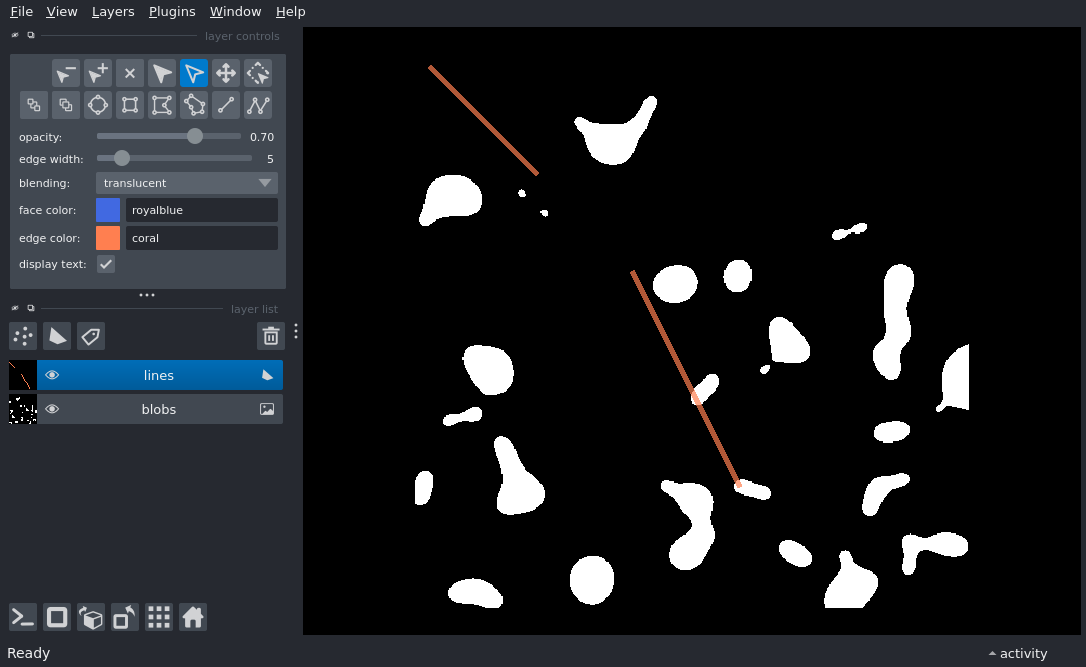 File View Layers Plugins Window Help
layer controls
opacity: 0.70
edge width: 5
blending: translucent
face color: royalblue
edge color: coral
display text:
layer list
lines
blobs
Ready
activity